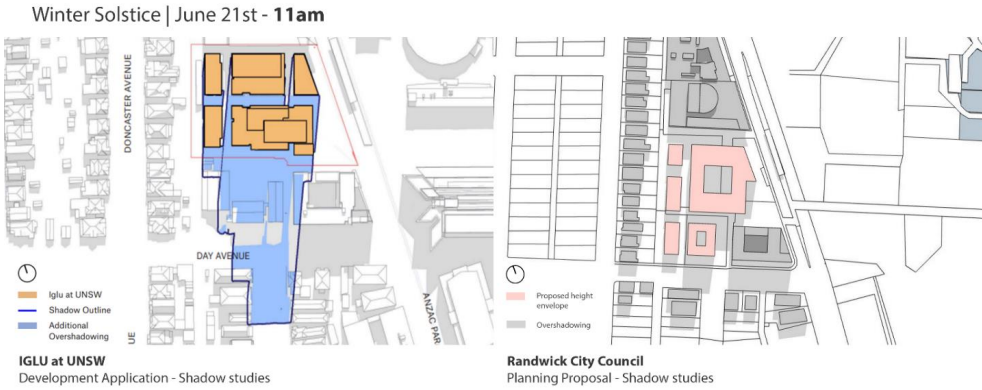 Winter Solstice | June 21st - 11am
DONCASTER AVENUE
DAY AVENUE
UE
ANZAC PAR
Iglu at UNSW
Shadow Outline
Additional
Overshadowing
IGLU at UNSW
Development Application - Shadow studies
Proposed height
envelope
Overshadowing
Randwick City Council
Planning Proposal - Shadow studies